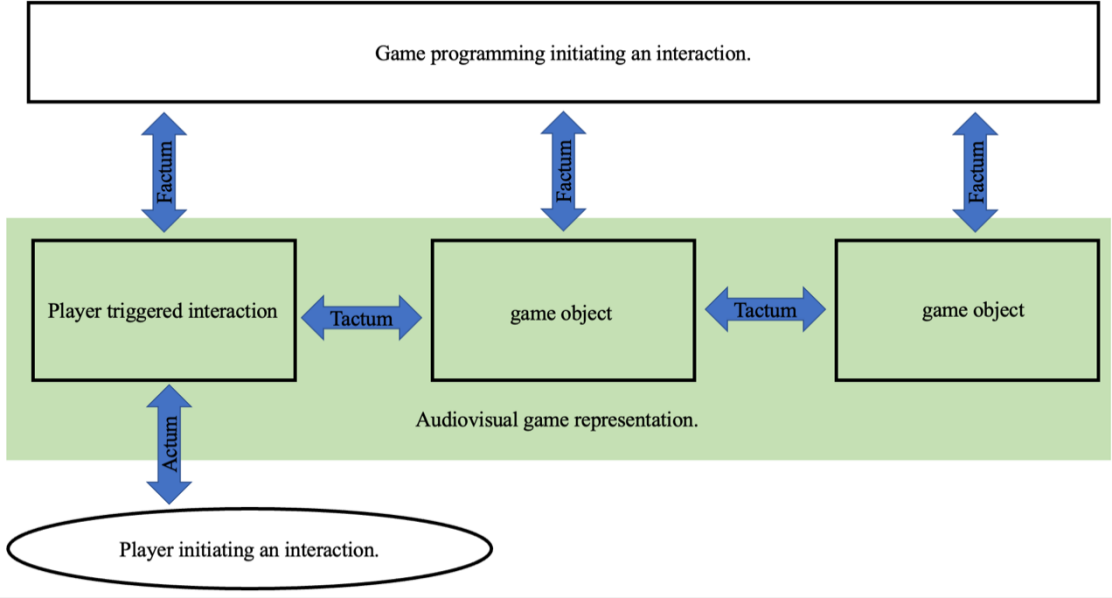 Game programming initiating an interaction.
Factum
Factum
Factum
Player triggered interaction
Tactum
game object
Tactum
game object
Audiovisual game representation.
Actum
Player initiating an interaction.